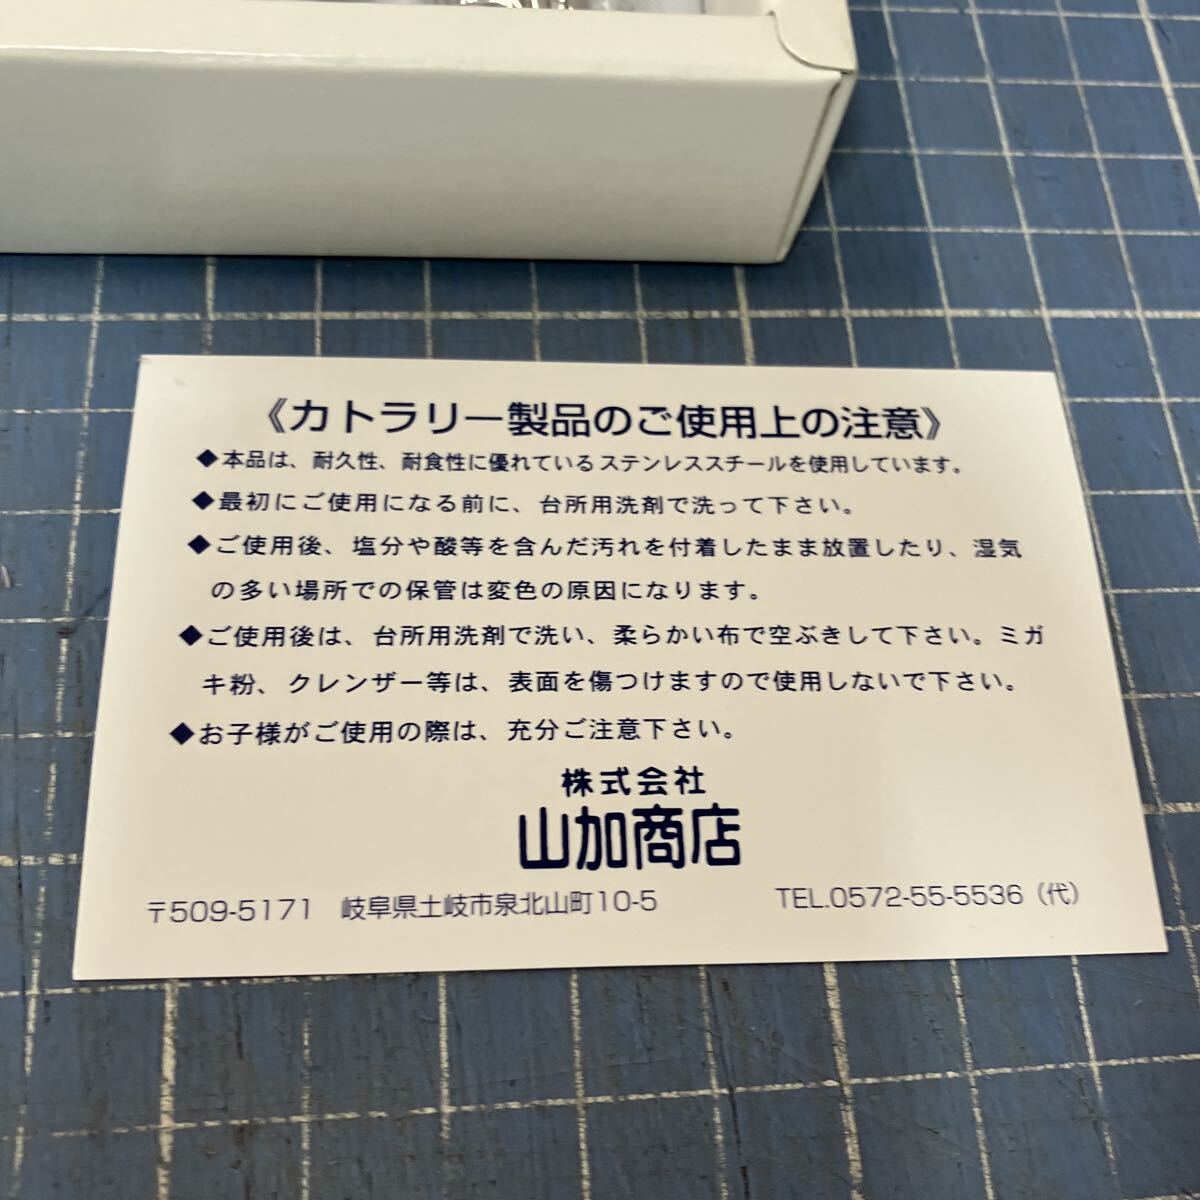 《カトラリー製品のご使用上の注意》
◆本品は、耐久性、耐食性に優れているステンレススチールを使用しています。
◆最初にご使用になる前に、台所用洗剤で洗って下さい。
◆ご使用後、塩分や酸等を含んだ汚れを付着したまま放置したり、湿気
の多い場所での保管は変色の原因になります。
◆ご使用後は、台所用洗剤で洗い、柔らかい布で空ぶきして下さい。ミガ
キ粉、クレンザー等は、表面を傷つけますので使用しないで下さい。
◆お子様がご使用の際は、充分ご注意下さい。
株式会社
山加商店
〒509-5171 岐阜県土岐市泉北山町10-5 TEL.0572-55-5536（代）